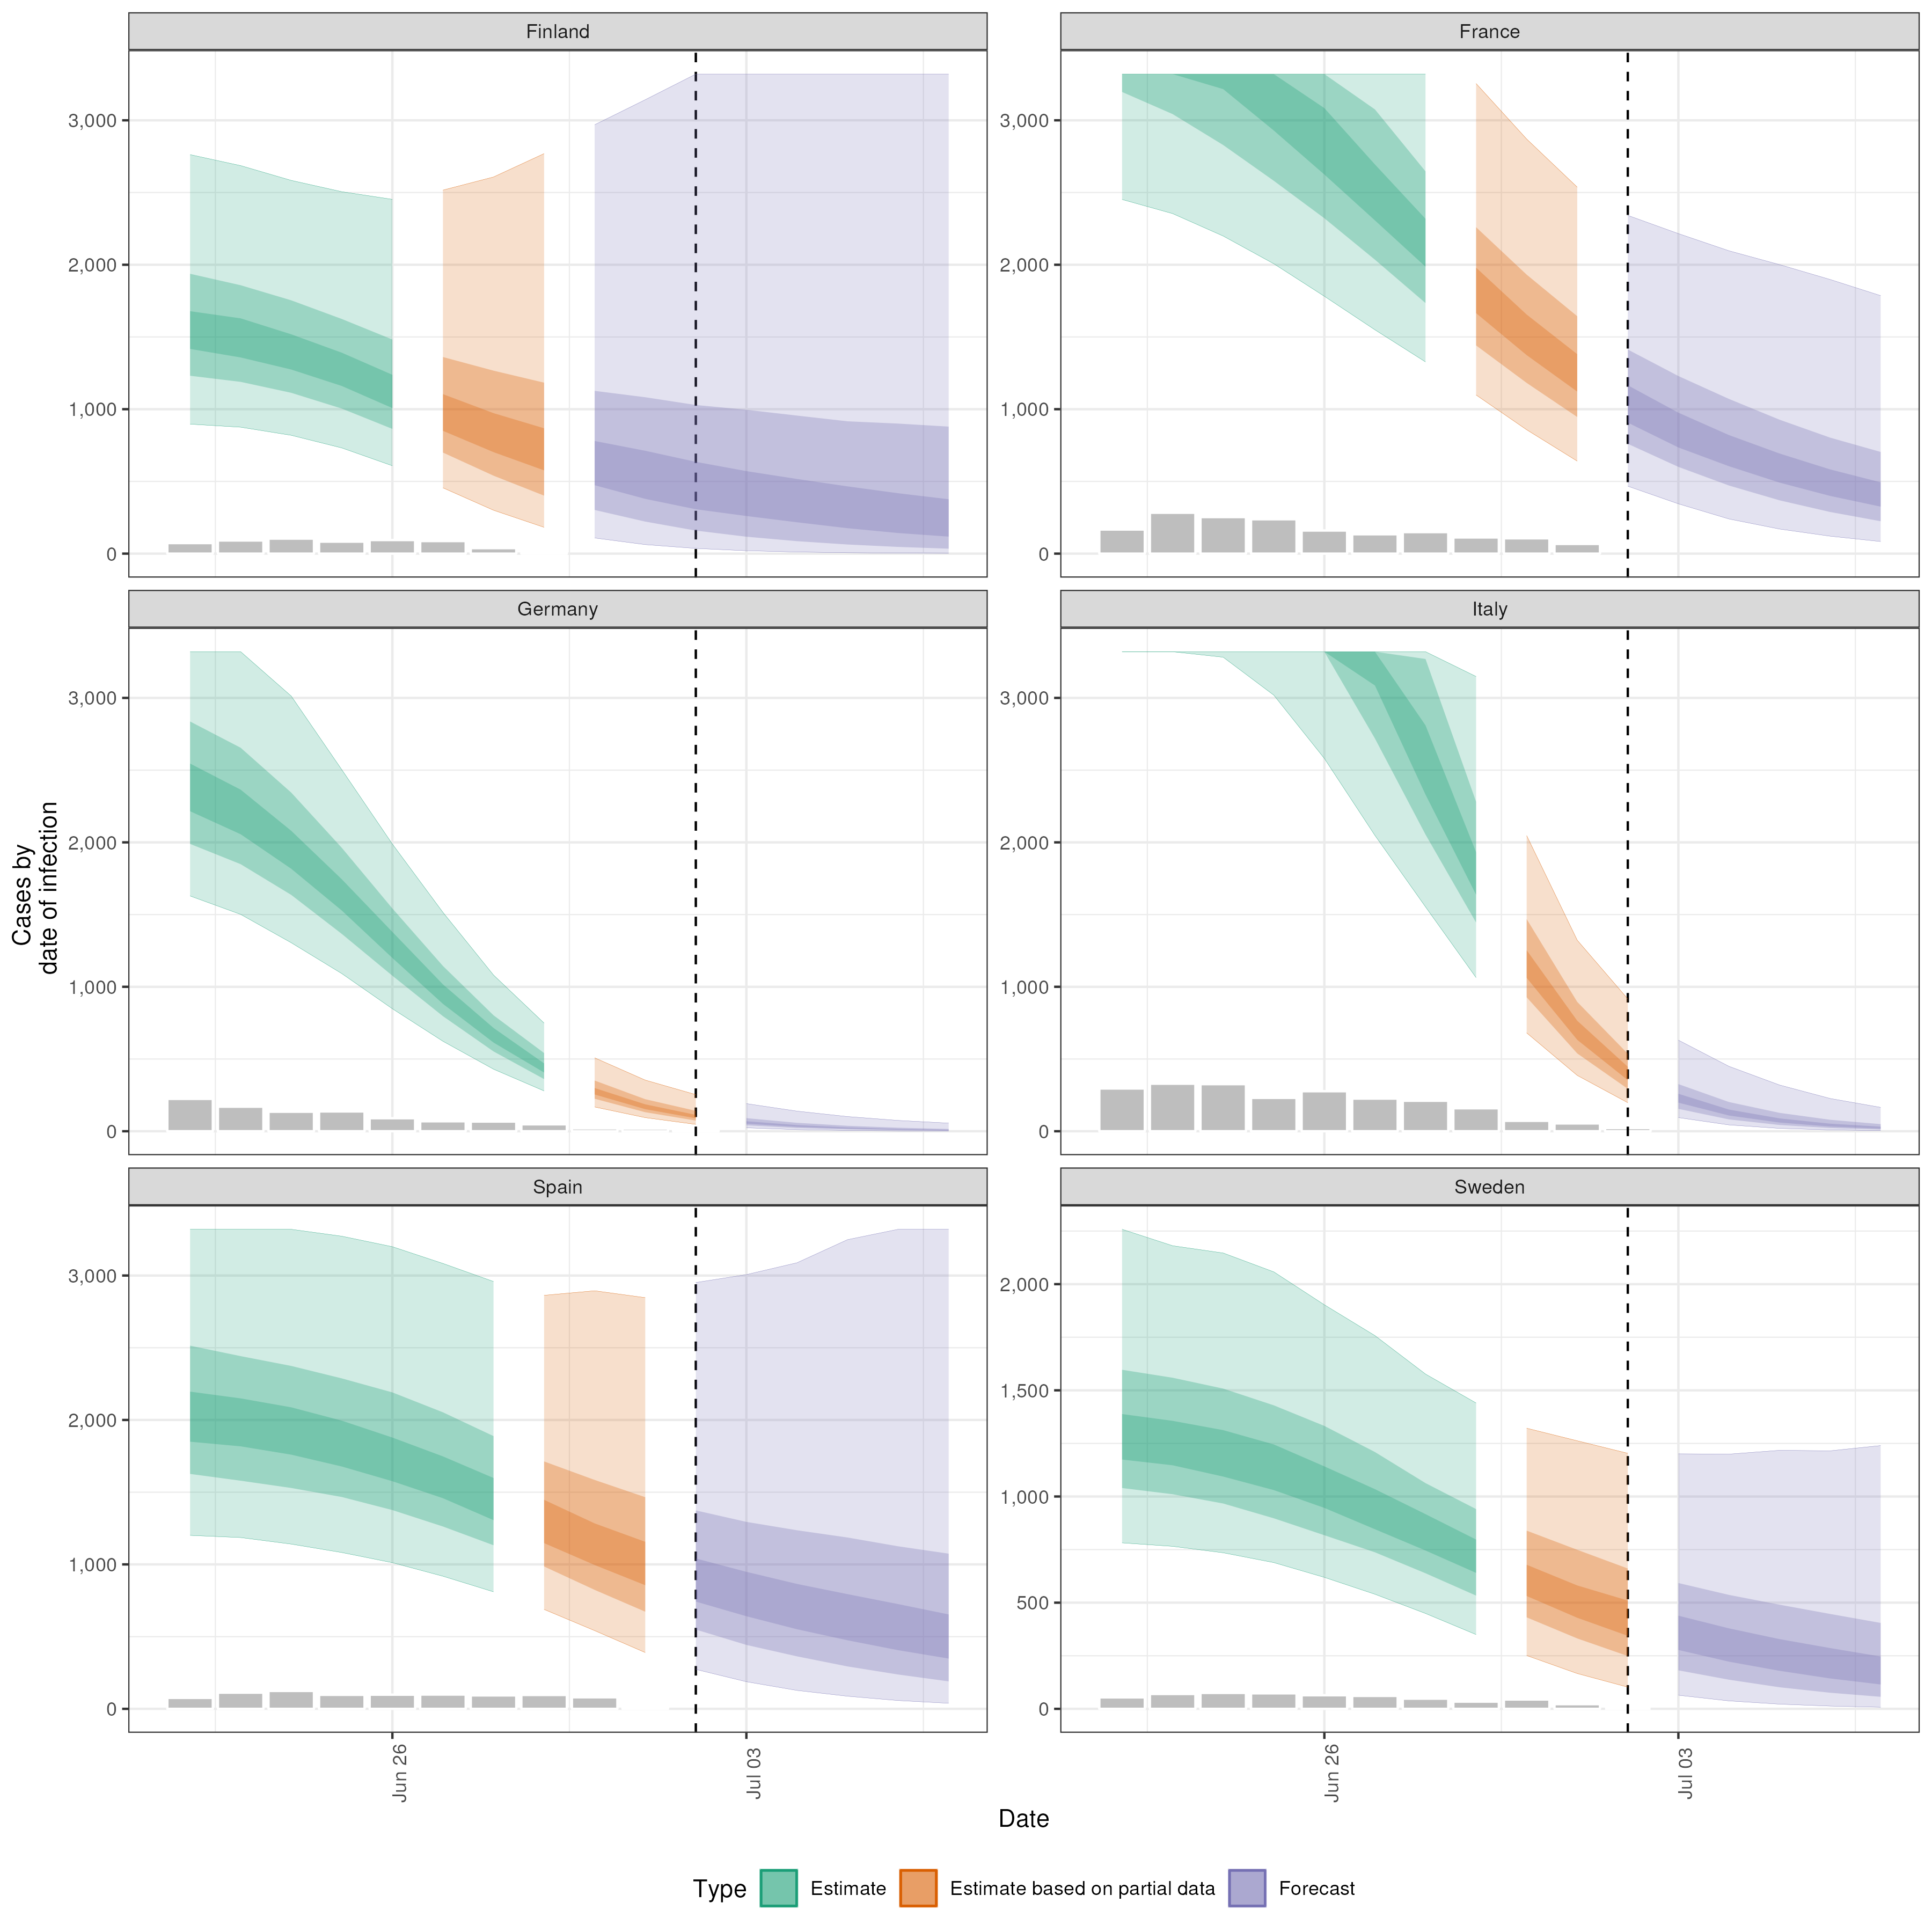 Finland
France
3,000
2,000
1,000
0
3,000
2,000
1,000
0
Germany
Italy
3,000
2,000
1,000
0
3,000
2,000
1,000
0
Spain
Sweden
3,000
2,000
1,000
0
2,000
1,500
1,000
500
0
Cases by
date of infection
Jun 26
Jul 03
Jun 26
Jul 03
Date
Type
Estimate
Estimate based on partial data
Forecast